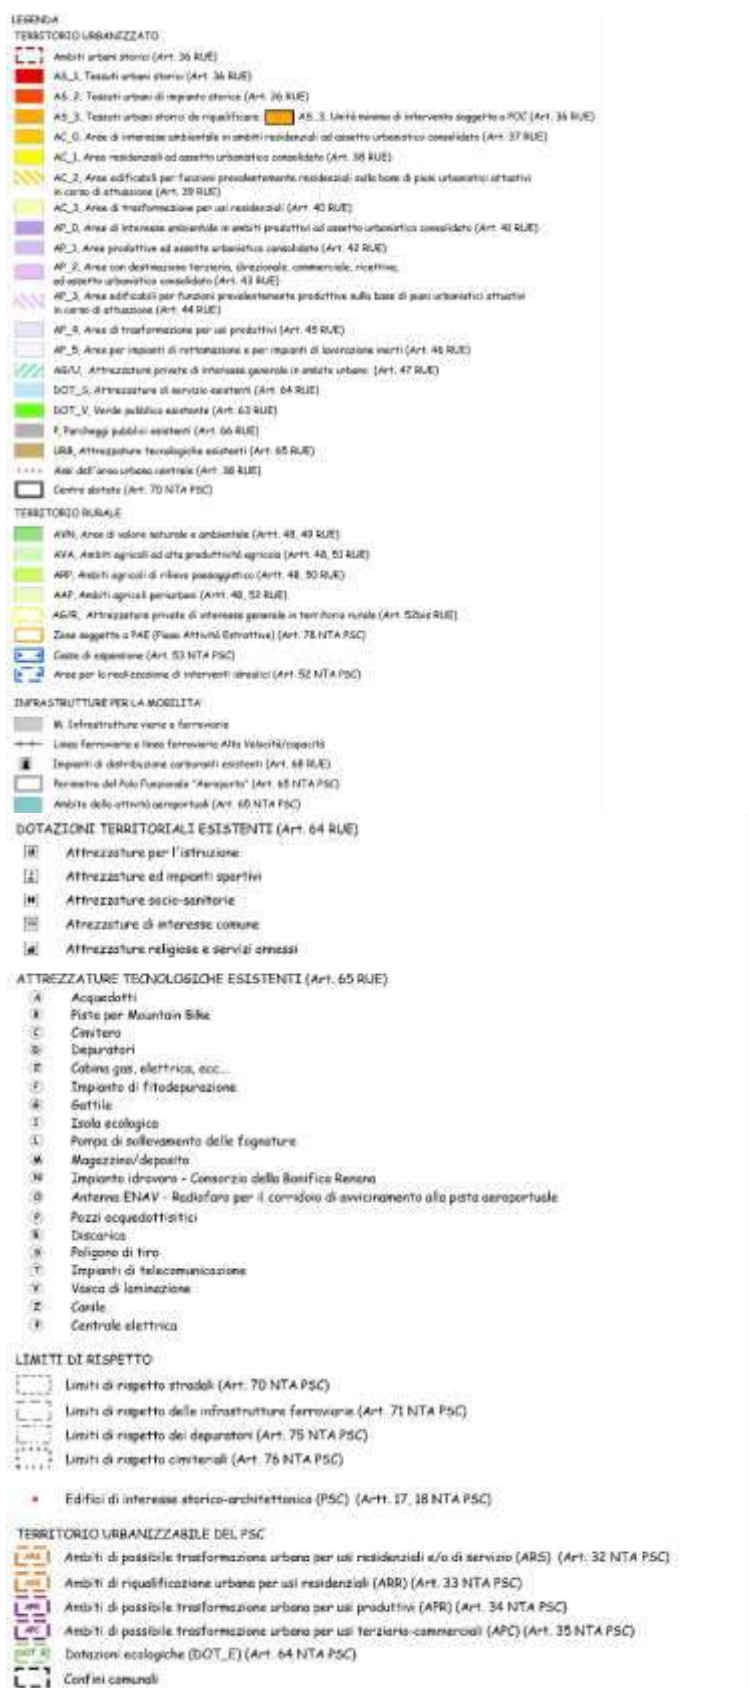 LEGENDA
TERRITORIO URBANIZZATO
Ambiti urbani storici (Art. 36 RUE)
AS_1, Tessuti urbani storici (Art. 36 RUE)
AS_2, Tessuti urbani di impianto storico (Art. 36 RUE)
AS_3, Tessuti urbani storici da riqualificare AS_3, Unità minima di intervento soggetta a POC (Art. 36 RUE)
AC_0, Aree di interesse ambientale in ambiti residenziali ad assetto urbanistico consolidato (Art. 37 RUE)
AC_1, Aree residenziali ad assetto urbanistico consolidato (Art. 38 RUE)
AC_2, Aree edificabili per funzioni prevalentemente residenziali sulla base di piani urbanistici attuativi
in corso di attuazione (Art. 39 RUE)
AC_3, Aree di trasformazione per usi residenziali (Art. 40 RUE)
AP_0, Aree di interesse ambientale in ambiti produttivi ad assetto urbanistico consolidato (Art. 41 RUE)
AP_1, Aree produttive ad assetto urbanistico consolidato (Art. 42 RUE)
AP_2, Aree con destinazione terziaria, direzionale, commerciale, ricettiva,
ad assetto urbanistico consolidato (Art. 43 RUE)
AP_3, Aree edificabili per funzioni prevalentemente produttive sulla base di piani urbanistici attuativi
in corso di attuazione (Art. 44 RUE)
AP_4, Aree di trasformazione per usi produttivi (Art. 45 RUE)
AP_5, Aree per impianti di rottamazione e per impianti di lavorazione inerti (Art. 46 RUE)
AG/U, Attrezzature private di interesse generale in ambito urbano (Art. 47 RUE)
DOT_S, Attrezzature di servizio esistenti (Art. 64 RUE)
DOT_V, Verde pubblico esistente (Art. 63 RUE)
P, Parcheggi pubblici esistenti (Art. 66 RUE)
URB, Attrezzature tecnologiche esistenti (Art. 65 RUE)
Assi dell'area urbana centrale (Art. 38 RUE)
Centro abitato (Art. 70 NTA PSC)
TERRITORIO RURALE
AVN, Aree di valore naturale e ambientale (Artt. 48, 49 RUE)
AVA, Ambiti agricoli ad alta produttività agricola (Artt. 48, 51 RUE)
ARP, Ambiti agricoli di rilievo paesaggistico (Artt. 48, 50 RUE)
AAP, Ambiti agricoli periurbani (Artt. 48, 52 RUE)
AG/R, Attrezzature private di interesse generale in territorio rurale (Art. 52bis RUE)
Zone soggette a PAE (Piano Attività Estrattive) (Art. 78 NTA PSC)
Casse di espansione (Art. 53 NTA PSC)
Aree per la realizzazione di interventi idraulici (Art. 52 NTA PSC)
INFRASTRUTTURE PER LA MOBILITA'
M, Infrastrutture viarie e ferroviarie
Linea ferroviaria e linea ferroviaria Alta Velocità/capacità
Impianti di distribuzione carburanti esistenti (Art. 68 RUE)
Perimetro del Polo Funzionale "Aeroporto" (Art. 65 NTA PSC)
Ambito delle attività aeroportuali (Art. 65 NTA PSC)
DOTAZIONI TERRITORIALI ESISTENTI (Art. 64 RUE)
Attrezzature per l'istruzione
Attrezzature ed impianti sportivi
Attrezzature socio-sanitarie
Atrezzature di interesse comune
Attrezzature religiose e servizi annessi
ATTREZZATURE TECNOLOGICHE ESISTENTI (Art. 65 RUE)
A Acquedotti
Piste per Mountain Bike
C Cimitero
D Depuratori
E Cabina gas, elettrica, ecc...
F Impianto di fitodepurazione
G Gattile
I Isola ecologica
L Pompa di sollevamento delle fognature
M Magazzino/deposito
N Impianto idrovoro - Consorzio della Bonifica Renana
O Antenna ENAV - Radiofaro per il corridoio di avvicinamento alla pista aeroportuale
P Pozzi acquedottisitici
Discarica
Poligono di tiro
T Impianti di telecomunicazione
V Vasca di laminazione
Z Canile
Centrale elettrica
LIMITI DI RISPETTO
Limiti di rispetto stradali (Art. 70 NTA PSC)
Limiti di rispetto delle infrastrutture ferroviarie (Art. 71 NTA PSC)
Limiti di rispetto dei depuratori (Art. 75 NTA PSC)
Limiti di rispetto cimiteriali (Art. 76 NTA PSC)
Edifici di interesse storico-architettonico (PSC) (Artt. 17, 18 NTA PSC)
TERRITORIO URBANIZZABILE DEL PSC
ARS Ambiti di possibile trasformazione urbana per usi residenziali e/o di servizio (ARS) (Art. 32 NTA PSC)
ARR Ambiti di riqualificazione urbana per usi residenziali (ARR) (Art. 33 NTA PSC)
APR Ambiti di possibile trasformazione urbana per usi produttivi (APR) (Art. 34 NTA PSC)
APC Ambiti di possibile trasformazione urbana per usi terziario-commerciali (APC) (Art. 35 NTA PSC)
DOT_E Dotazioni ecologiche (DOT_E) (Art. 64 NTA PSC)
Confini comunali